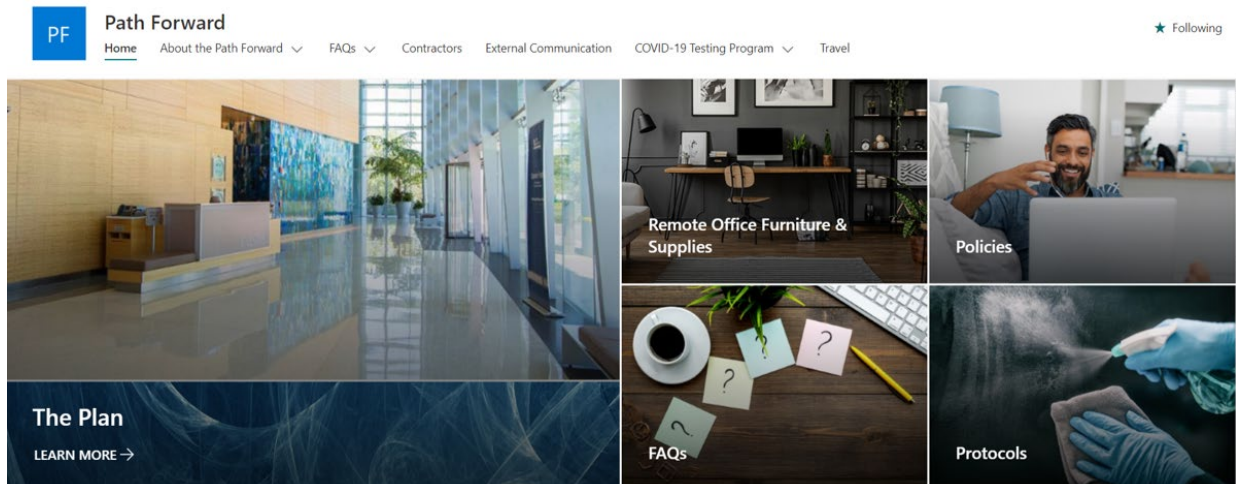 PF
Path Forward
Following
Home About the Path Forward FAQs Contractors External Communication COVID-19 Testing Program Travel
Remote Office Furniture &
Supplies
Policies
The Plan
LEARN MORE →
?
?
?
?
FAQs
Protocols